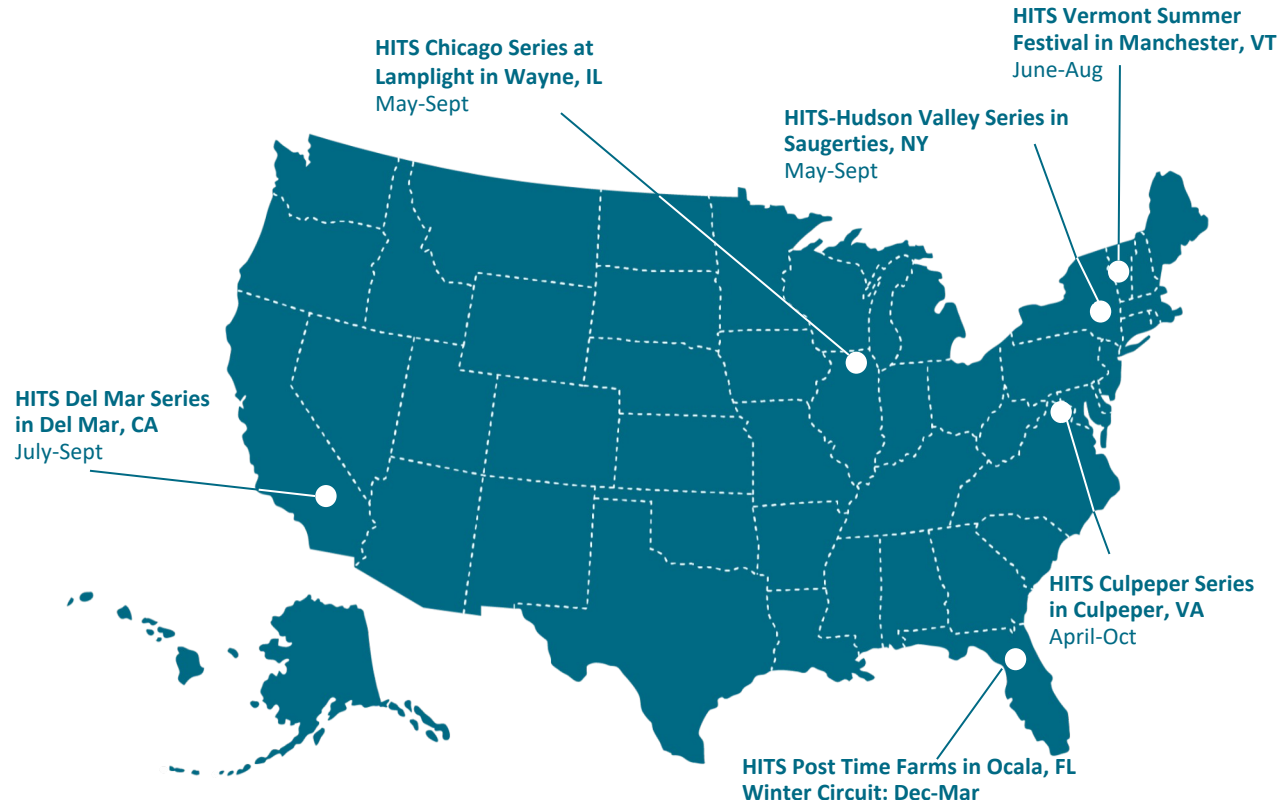 HITS Vermont Summer
Festival in Manchester, VT
June-Aug
HITS Chicago Series at
Lamplight in Wayne, IL
May-Sept
HITS-Hudson Valley Series in
Saugerties, NY
May-Sept
HITS Del Mar Series
in Del Mar, CA
July-Sept
HITS Culpeper Series
in Culpeper, VA
April-Oct
HITS Post Time Farms in Ocala, FL
Winter Circuit: Dec-Mar